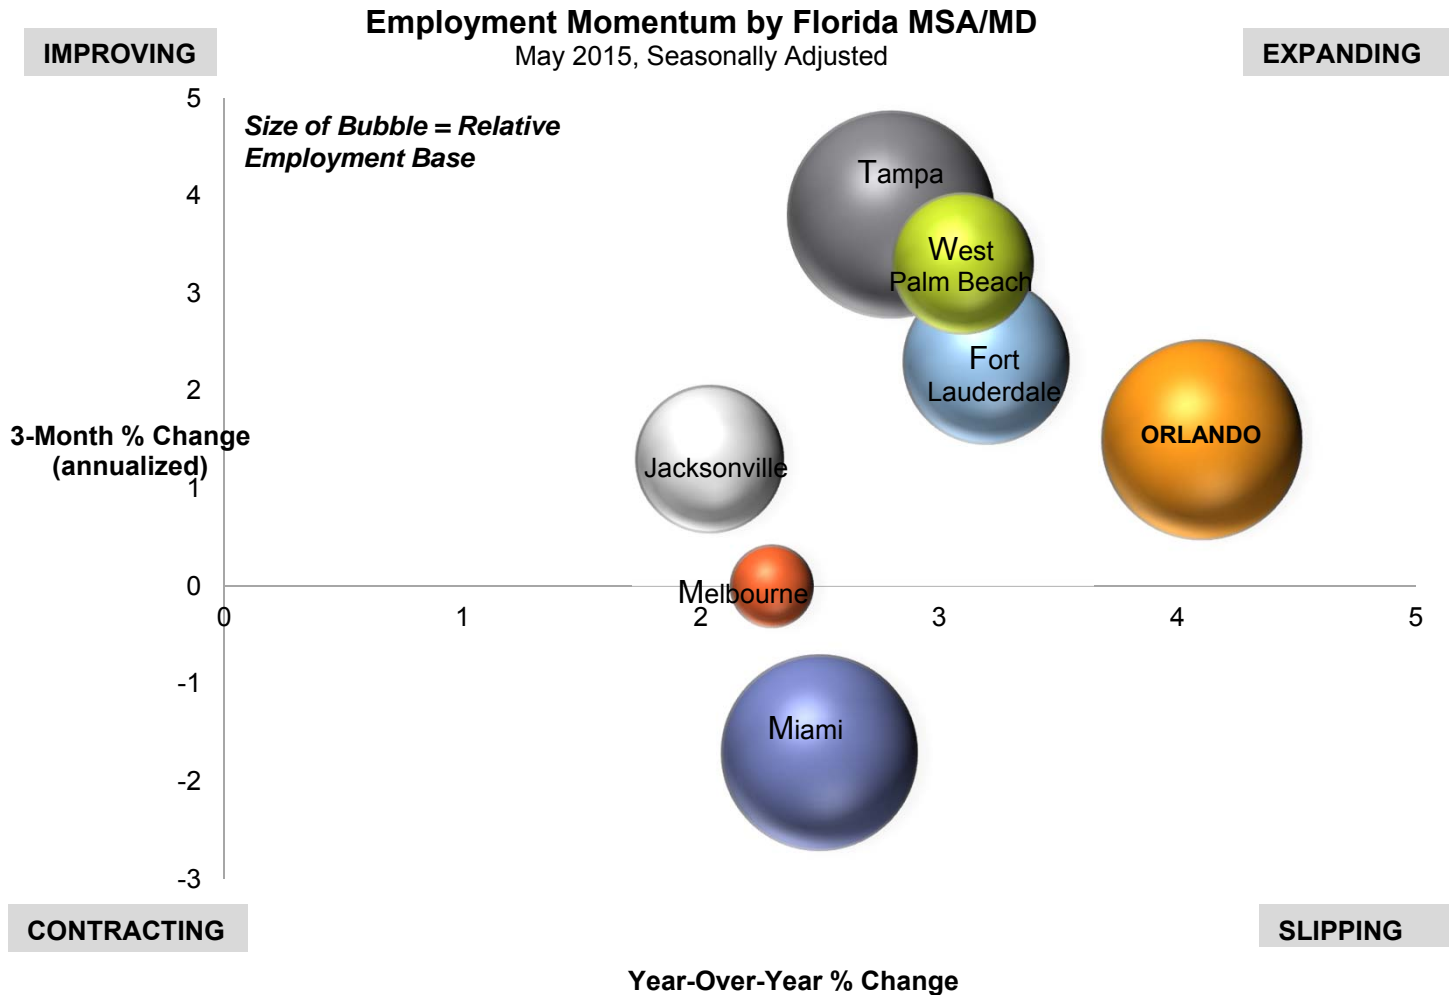 Employment Momentum by Florida MSA/MD
May 2015, Seasonally Adjusted
IMPROVING
EXPANDING
Size of Bubble = Relative
Employment Base
5
4
3
2
1
0
-1
-2
-3
3-Month % Change
(annualized)
Tampa
West
Palm Beach
Fort
Lauderdale
ORLANDO
Jacksonville
Melbourne
Miami
0
1
2
3
4
5
CONTRACTING
SLIPPING
Year-Over-Year % Change